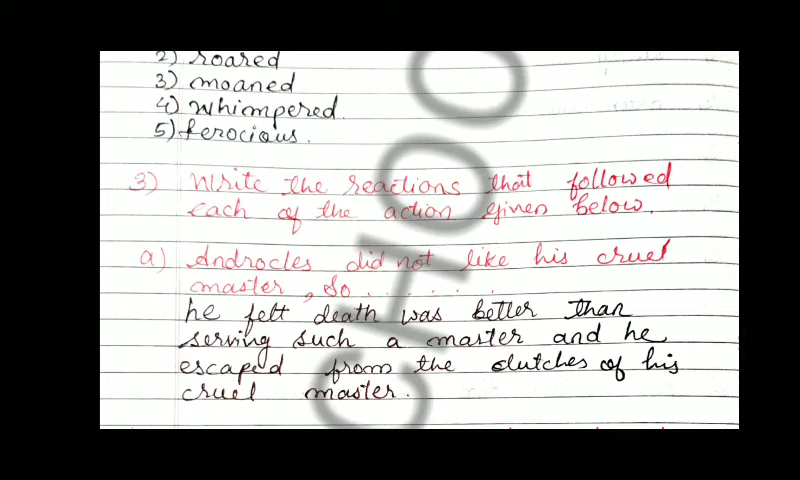 2) roared
3) moaned
4) whimpered.
5) ferocious.
3) Write the reactions that followed
each of the action given below.
a) Androcles did not like his cruel
master, so.......
he felt death was better than
serving such a master and he
escaped from the clutches of his
cruel master.